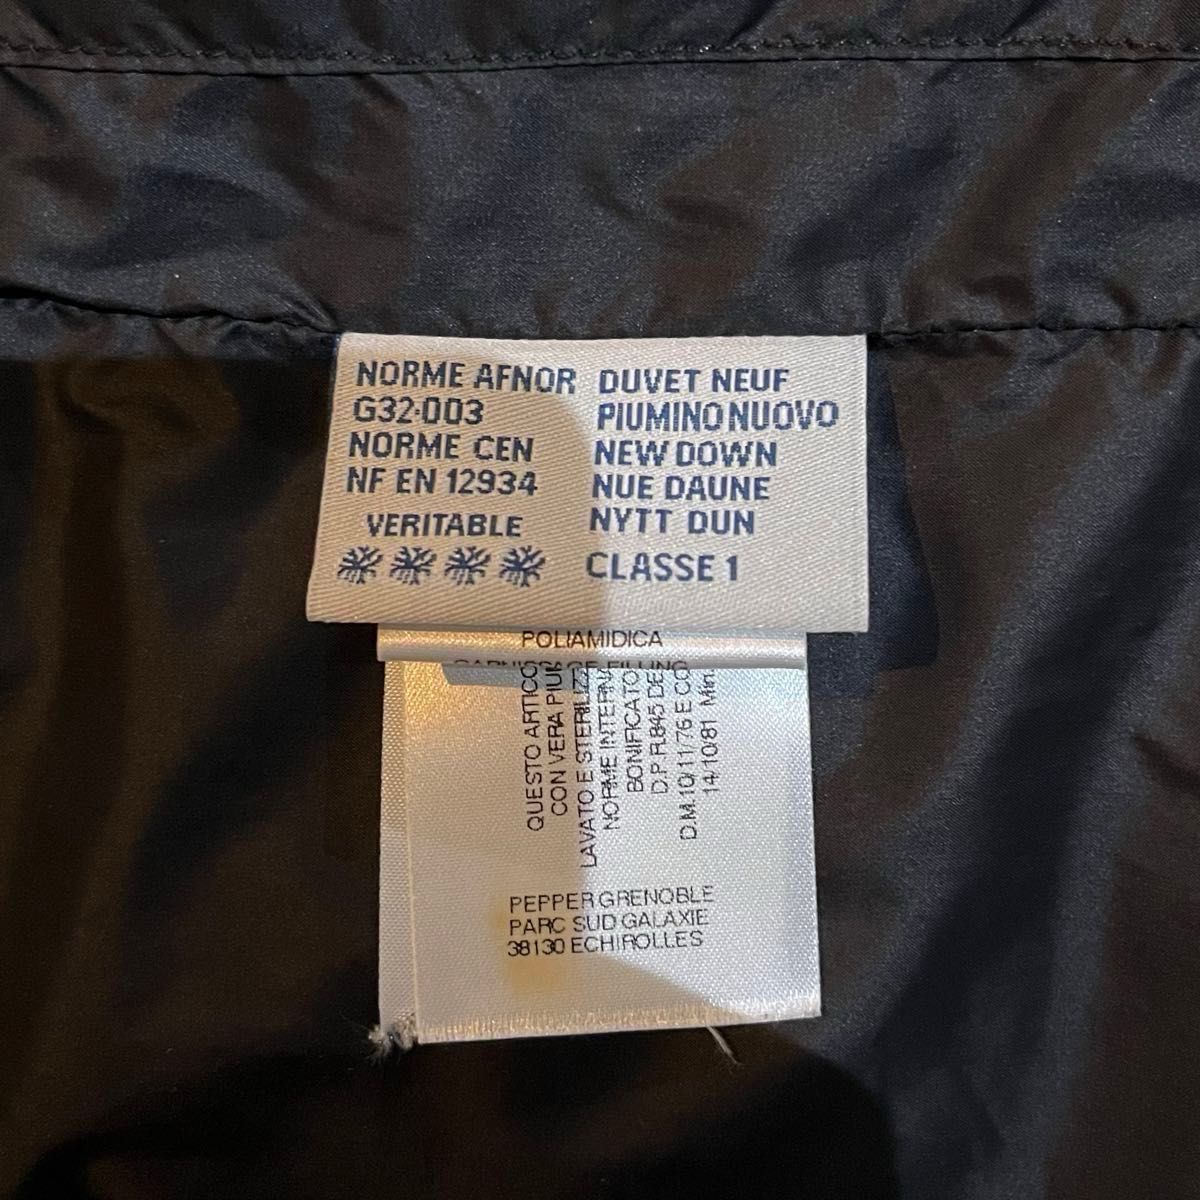 NORME AFNOR
G32-003
NORME CEN
NF EN 12934
VERITABLE
DUVET NEUF
PIUMINO NUOVO
NEW DOWN
NUE DAUNE
NYTT DUN
CLASSE 1
POLIAMIDICA
QUESTO ARTICO
CON VERA PIU
LAVATO E STERILIZZ
NORME INTERNA
BONIFICATO
D.P.R.845 DE
D.M.10/11/76 E CO
14/10/81 Min.
PEPPER GRENOBLE
PARC SUD GALAXIE
38130 ECHIROLLES